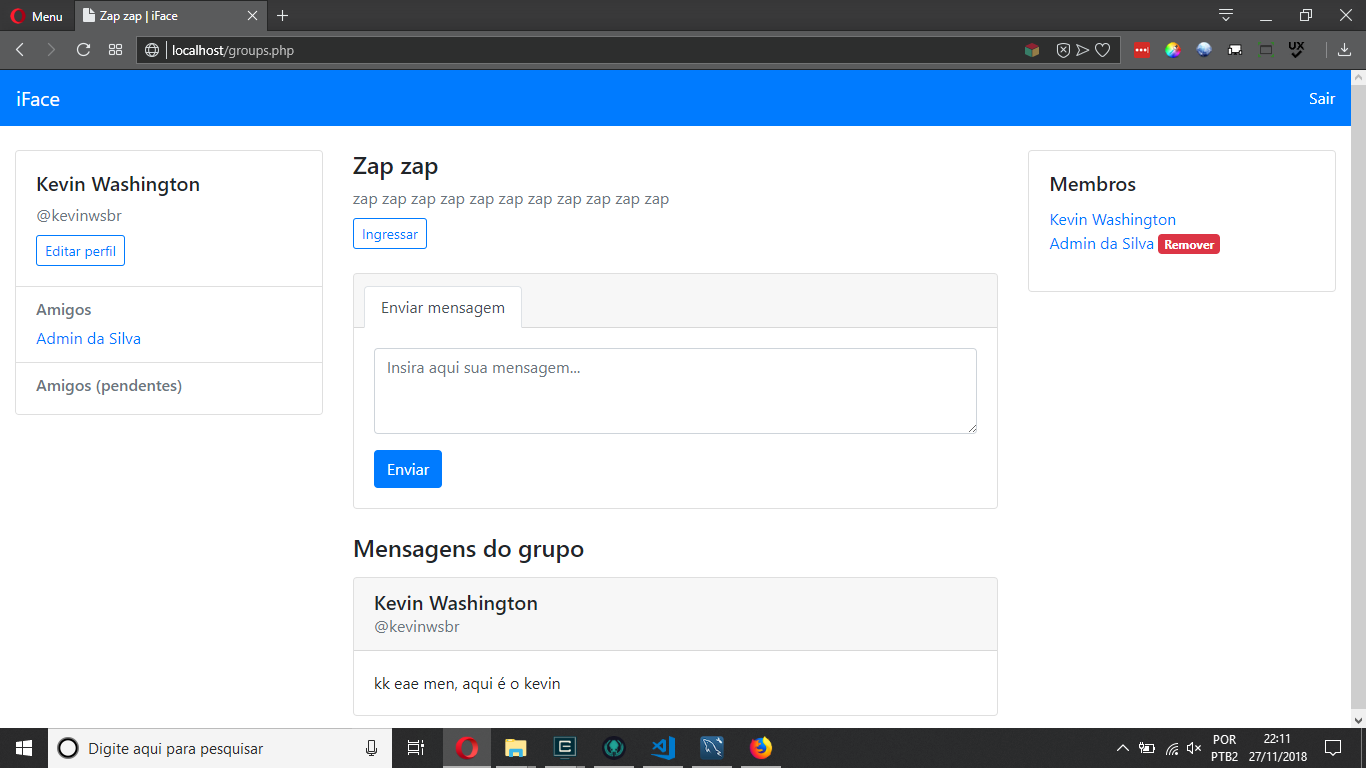 Menu
Zap zap | iFace
localhost/groups.php
UX
iFace
Sair
Kevin Washington
@kevinwsbr
Editar perfil
Amigos
Admin da Silva
Amigos (pendentes)
Zap zap
zap zap zap zap zap zap zap zap zap zap zap
Ingressar
Enviar mensagem
Insira aqui sua mensagem...
Enviar
Mensagens do grupo
Kevin Washington
@kevinwsbr
kk eae men, aqui é o kevin
Membros
Kevin Washington
Admin da Silva Remover
Digite aqui para pesquisar
POR
PTB2
22:11
27/11/2018